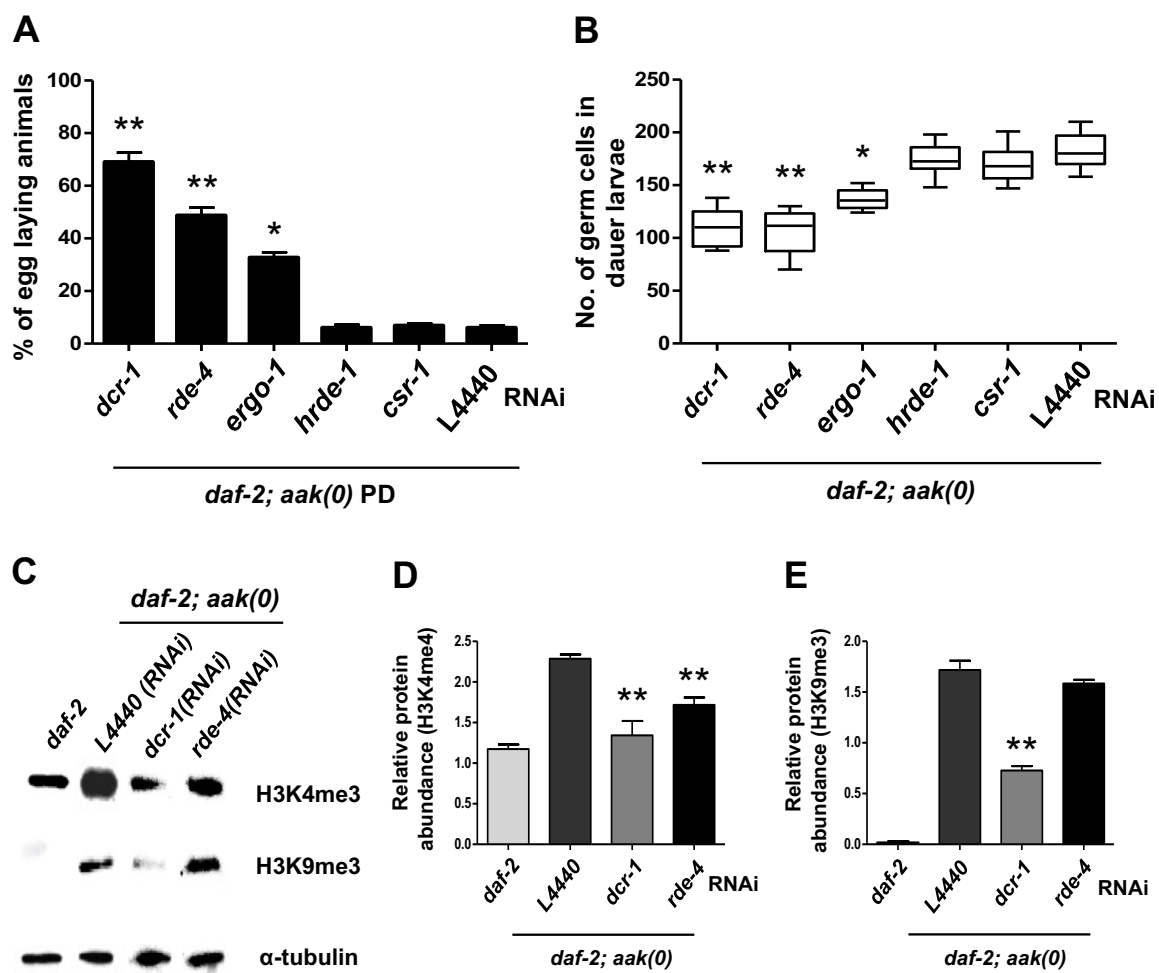 A
% of egg laying animals
100
80
60
40
20
0
**
**
*
dcr-1
rde-4
ergo-1
hrde-1
csr-1
L4440
RNAi
daf-2; aak(0) PD
B
No. of germ cells in
dauer larvae
250
200
150
100
50
0
**
**
*
dcr-1
rde-4
ergo-1
hrde-1
csr-1
L4440
RNAi
daf-2; aak(0)
C
daf-2; aak(0)
daf-2
L4440 (RNAi)
dcr-1(RNAi)
rde-4(RNAi)
H3K4me3
H3K9me3
α-tubulin
D
Relative protein
abundance (H3K4me4)
2.5
2.0
1.5
1.0
0.5
0.0
**
**
daf-2
L4440
dcr-1
rde-4
RNAi
daf-2; aak(0)
E
Relative protein
abundance (H3K9me3)
2.0
1.5
1.0
0.5
0.0
**
daf-2
L4440
dcr-1
rde-4
RNAi
daf-2; aak(0)